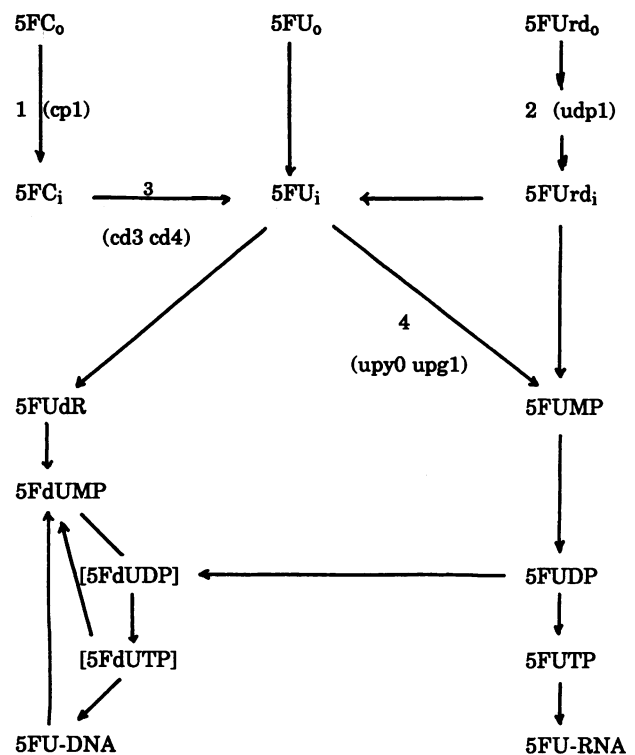 5FCo 5FUo 5FUrdo
1 (cp1) 2 (udp1)
5FCi 3 5FUi 5FUrdi
(cd3 cd4)
4
(upy0 upg1)
5FUdR 5FUMP
5FdUMP
[5FdUDP] 5FUDP
[5FdUTP] 5FUTP
5FU-DNA 5FU-RNA